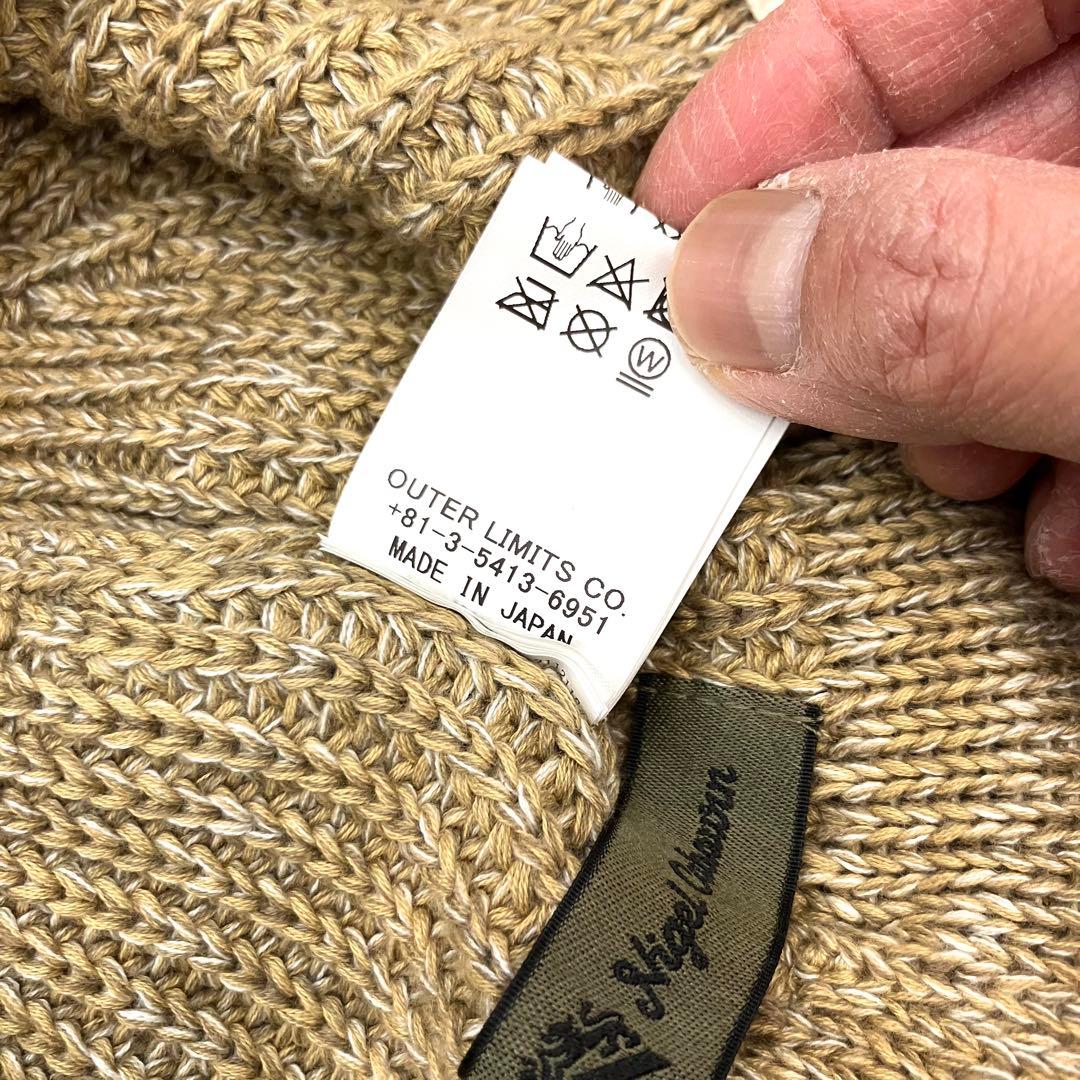 W
OUTER LIMITS CO.
+81-3-5413-6951
MADE IN JAPAN
Nigel Cabourn